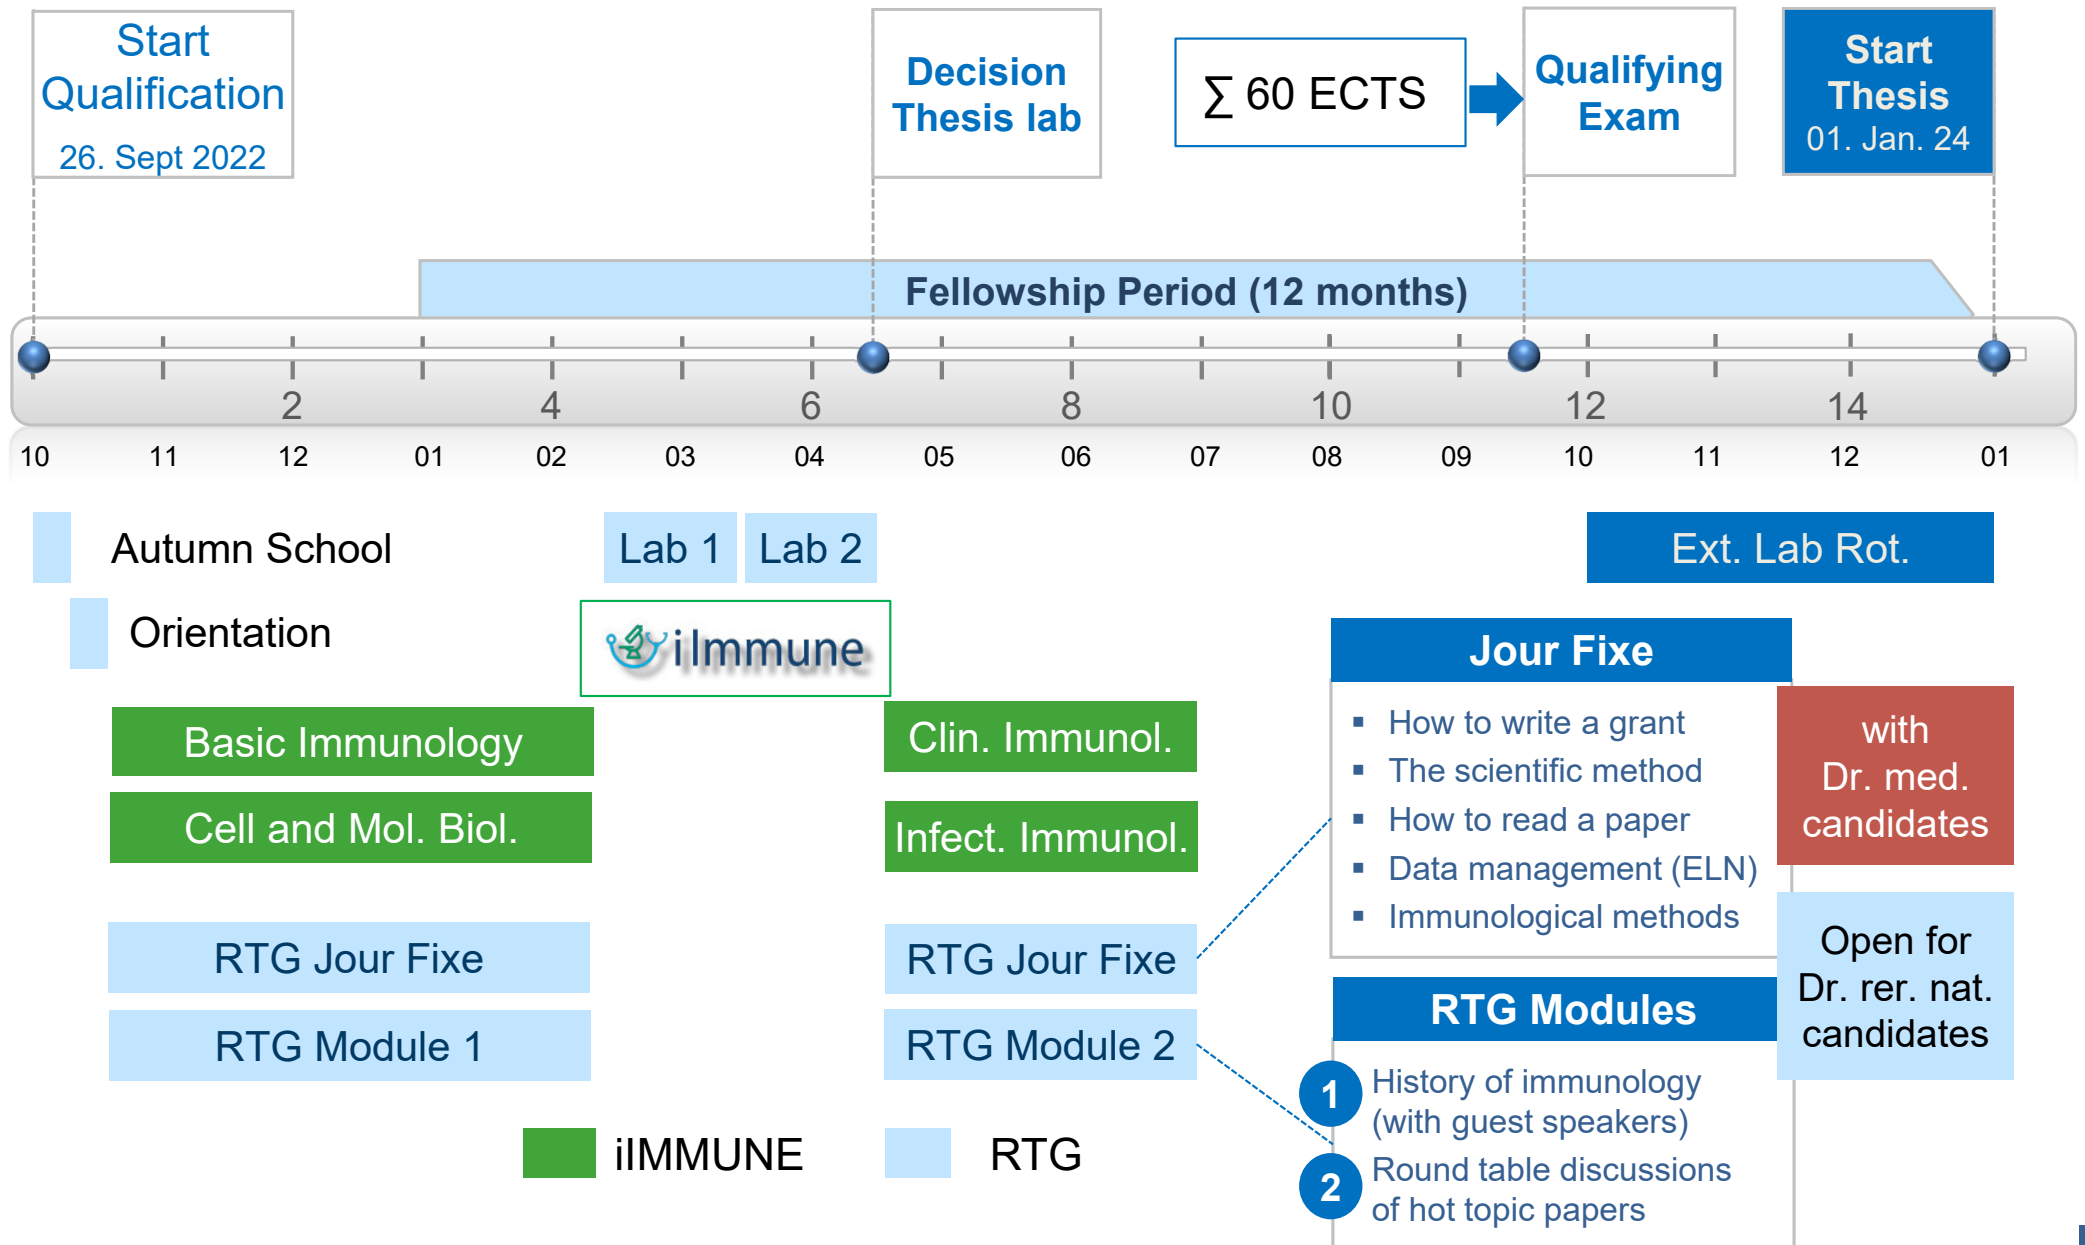 Start
Qualification
26. Sept 2022
Decision
Thesis lab
∑ 60 ECTS
Qualifying
Exam
Start
Thesis
01. Jan. 24
Fellowship Period (12 months)
2 4 6 8 10 12 14
10 11 12 01 02 03 04 05 06 07 08 09 10 11 12 01
Autumn School
Lab 1
Lab 2
Ext. Lab Rot.
Orientation
iImmune
Basic Immunology
Clin. Immunol.
Cell and Mol. Biol.
Infect. Immunol.
RTG Jour Fixe
RTG Jour Fixe
RTG Module 1
RTG Module 2
iIMMUNE
RTG
Jour Fixe
▪ How to write a grant
▪ The scientific method
▪ How to read a paper
▪ Data management (ELN)
▪ Immunological methods
with
Dr. med.
candidates
Open for
Dr. rer. nat.
candidates
RTG Modules
1 History of immunology
(with guest speakers)
2 Round table discussions
of hot topic papers